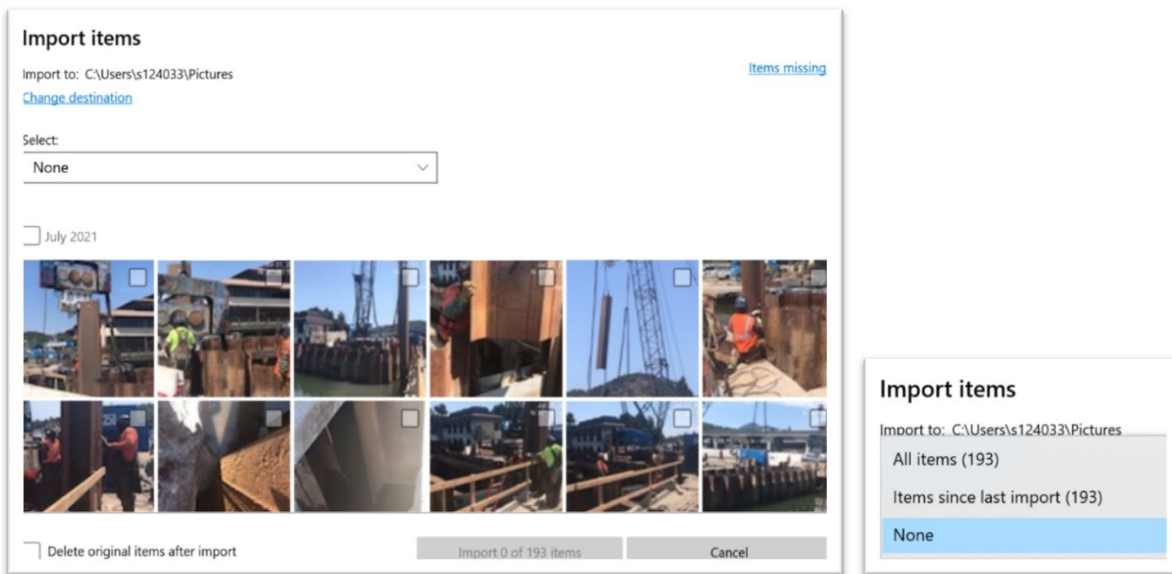 Import items
Import to: C:\Users\s124033\Pictures
Items missing
Change destination
Select:
None
July 2021
Delete original items after import
Import 0 of 193 items
Cancel
Import items
Import to: C:\Users\s124033\Pictures
All items (193)
Items since last import (193)
None